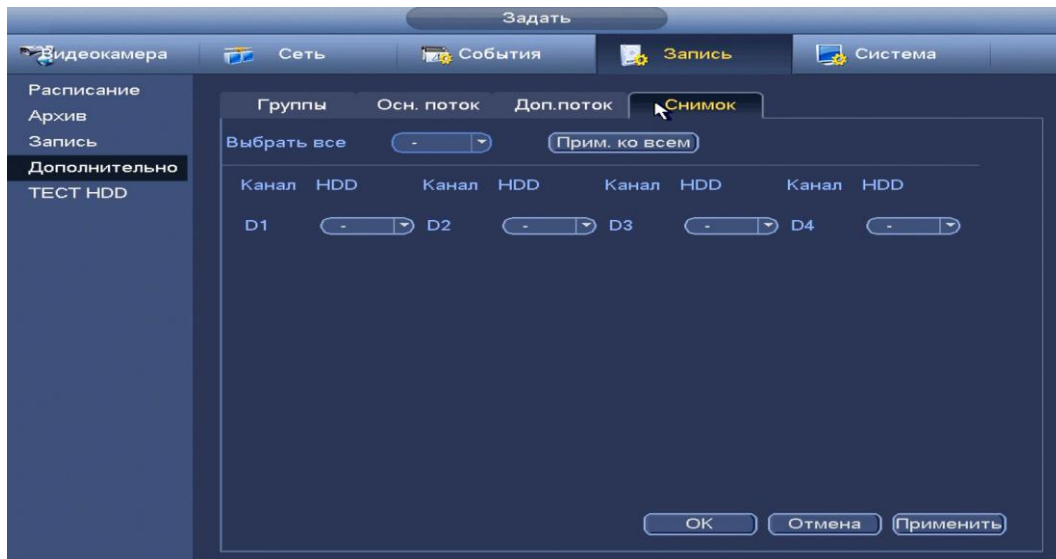 Задать
Видеокамера Сеть События Запись Система
Расписание
Архив
Запись
Дополнительно
ТЕСТ HDD
Группы Осн. поток Доп.поток Снимок
Выбрать все - Прим. ко всем
Канал HDD Канал HDD Канал HDD Канал HDD
D1 - D2 - D3 - D4 -
OK Отмена Применить